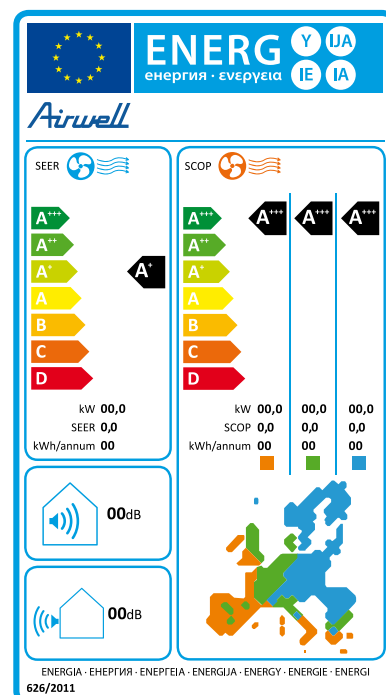 ENERG Y IJA
енергия · ενεργεια IE IA
Airwell
SEER
A+++
A++
A+
A
B
C
D
A+
kW 00,0
SEER 0,0
kWh/annum 00
SCOP
A+++
A++
A+
A
B
C
D
A+++ A+++ A+++
kW 00,0 00,0 00,0
SCOP 0,0 0,0 0,0
kWh/annum 00 00 00
00dB
00dB
ENERGIA · ЕНЕРГИЯ · ΕΝΕΡΓΕΙΑ · ENERGIJA · ENERGY · ENERGIE · ENERGI
626/2011